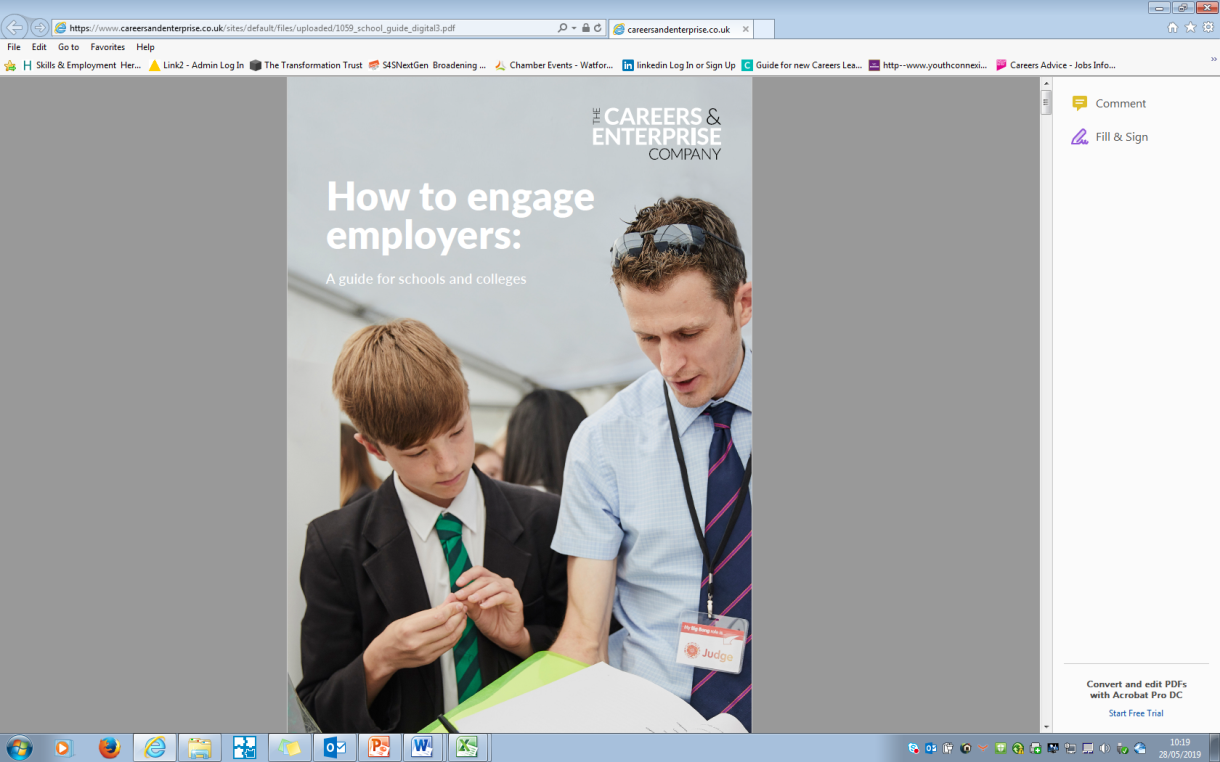 https://www.careersandenterprise.co.uk/sites/default/files/uploaded/1059_school_guide_digital3.pdf
careersandenterprise.co.uk
File Edit Go to Favorites Help
H Skills & Employment Her... Link2 - Admin Log In The Transformation Trust S4SNextGen Broadening ... Chamber Events - Watfor... in linkedin Log In or Sign Up C Guide for new Careers Lea... http--www.youthconnexi... Careers Advice - Jobs Info...
THE CAREERS &
ENTERPRISE
COMPANY
How to engage
employers:
A guide for schools and colleges
Judge
Comment
Fill & Sign
Convert and edit PDFs
with Acrobat Pro DC
Start Free Trial
10:19
28/05/2019